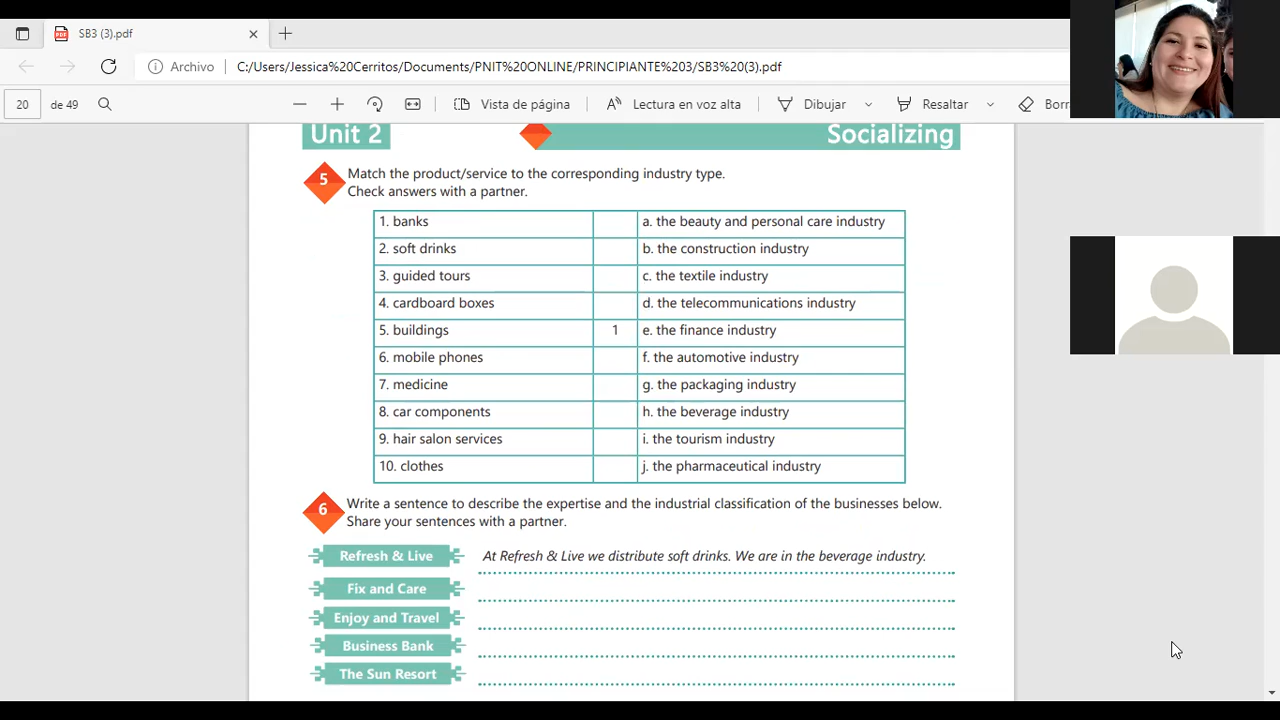 SB3 (3).pdf
Archivo C:/Users/Jessica%20Cerritos/Documents/PNIT%20ONLINE/PRINCIPIANTE%203/SB3%20(3).pdf
20 de 49 Vista de página Lectura en voz alta Dibujar Resaltar Borr
Unit 2 Socializing
5 Match the product/service to the corresponding industry type.
Check answers with a partner.
1. banks a. the beauty and personal care industry
2. soft drinks b. the construction industry
3. guided tours c. the textile industry
4. cardboard boxes d. the telecommunications industry
5. buildings 1 e. the finance industry
6. mobile phones f. the automotive industry
7. medicine g. the packaging industry
8. car components h. the beverage industry
9. hair salon services i. the tourism industry
10. clothes j. the pharmaceutical industry
6 Write a sentence to describe the expertise and the industrial classification of the businesses below.
Share your sentences with a partner.
Refresh & Live At Refresh & Live we distribute soft drinks. We are in the beverage industry.
Fix and Care
Enjoy and Travel
Business Bank
The Sun Resort